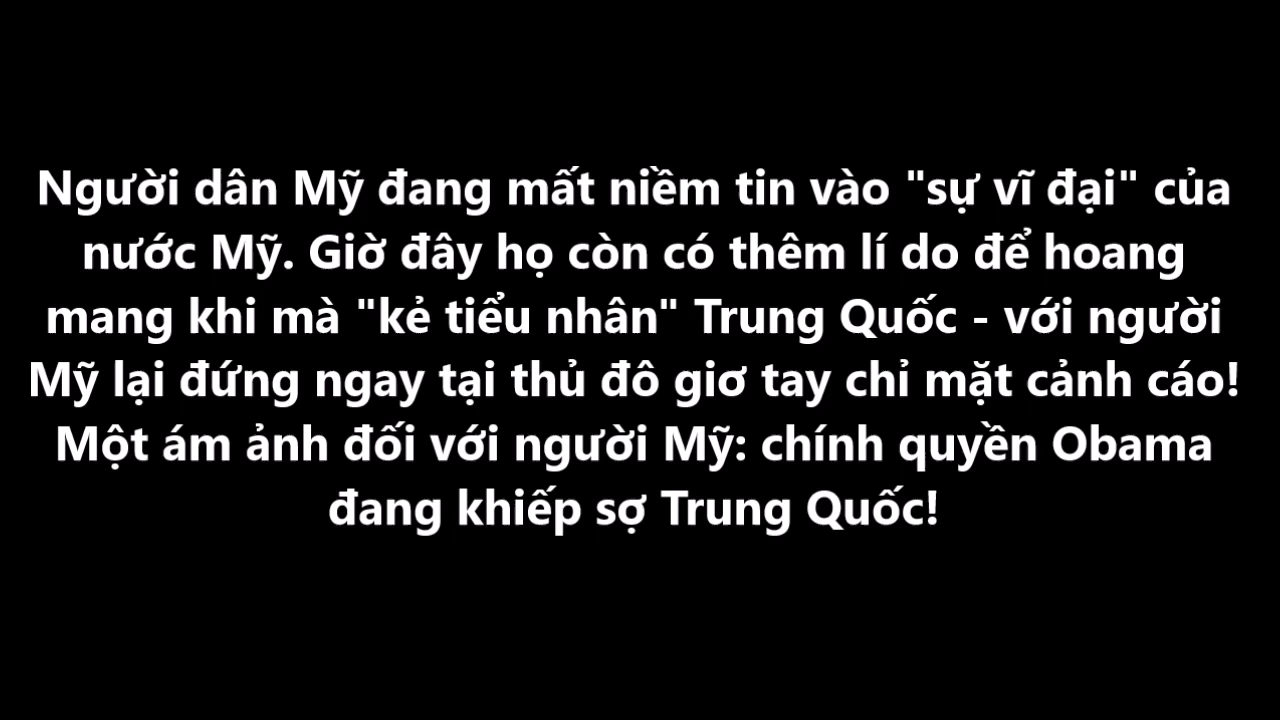 Người dân Mỹ đang mất niềm tin vào "sự vĩ đại" của
nước Mỹ. Giờ đây họ còn có thêm lí do để hoang
mang khi mà "kẻ tiểu nhân" Trung Quốc - với người
Mỹ lại đứng ngay tại thủ đô giơ tay chỉ mặt cảnh cáo!
Một ám ảnh đối với người Mỹ: chính quyền Obama
đang khiếp sợ Trung Quốc!